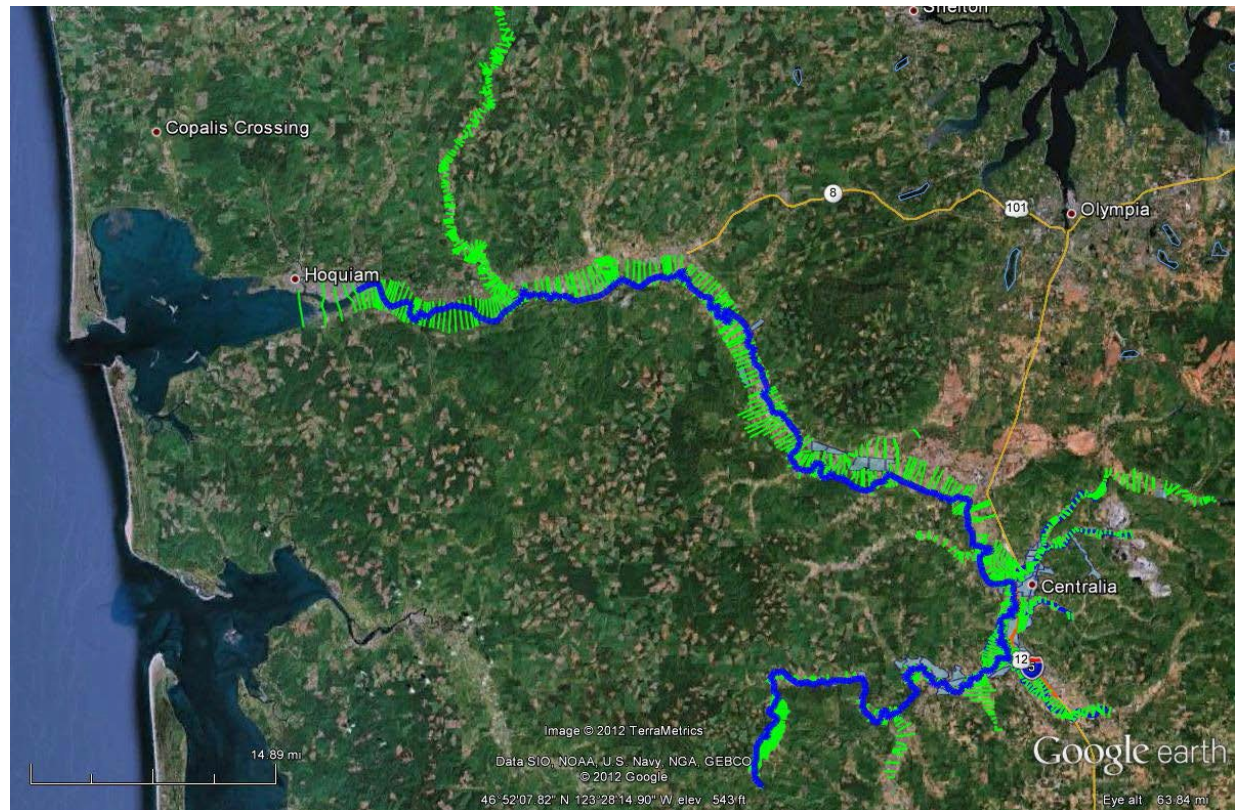 Shelton
Copalis Crossing
8
101
Olympia
Hoquiam
Centralia
12
5
14.89 mi
Image © 2012 TerraMetrics
Data SIO, NOAA, U.S. Navy, NGA, GEBCO
© 2012 Google
Google earth
46°52'07.82" N 123°28'14.90" W elev 543 ft
Eye alt 63.84 mi